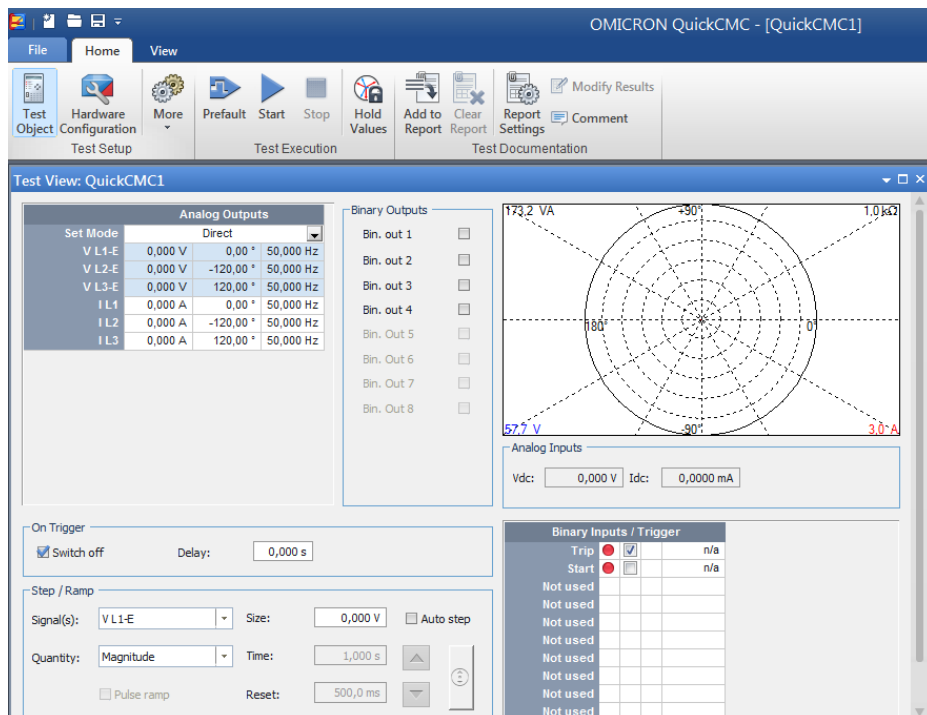 OMICRON QuickCMC - [QuickCMC1]
File Home View
Test Object
Hardware Configuration
More
Test Setup
Prefault
Start
Stop
Hold Values
Test Execution
Add to Report
Clear Report
Report Settings
Modify Results
Comment
Test Documentation
Test View: QuickCMC1
Analog Outputs
Set Mode Direct
V L1-E 0,000 V 0,00 ° 50,000 Hz
V L2-E 0,000 V -120,00 ° 50,000 Hz
V L3-E 0,000 V 120,00 ° 50,000 Hz
I L1 0,000 A 0,00 ° 50,000 Hz
I L2 0,000 A -120,00 ° 50,000 Hz
I L3 0,000 A 120,00 ° 50,000 Hz
Binary Outputs
Bin. out 1
Bin. out 2
Bin. out 3
Bin. out 4
Bin. Out 5
Bin. Out 6
Bin. Out 7
Bin. Out 8
173,2 VA +90° 1,0 kΩ
180° 0°
57,7 V -90° 3,0 A
Analog Inputs
Vdc: 0,000 V Idc: 0,0000 mA
On Trigger
Switch off Delay: 0,000 s
Step / Ramp
Signal(s): V L1-E Size: 0,000 V Auto step
Quantity: Magnitude Time: 1,000 s
Pulse ramp Reset: 500,0 ms
Binary Inputs / Trigger
Trip n/a
Start n/a
Not used
Not used
Not used
Not used
Not used
Not used
Not used
Not used